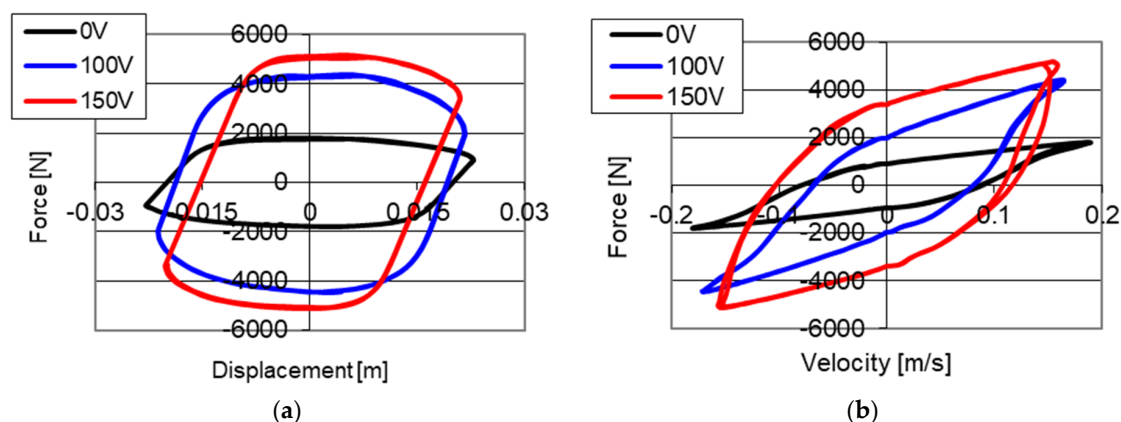 0V
100V
150V
6000
4000
2000
0
-2000
-4000
-6000
-0.03
-0.015
0
0.015
0.03
Force [N]
Displacement [m]
(a)
0V
100V
150V
6000
4000
2000
0
-2000
-4000
-6000
-0.2
-0.1
0
0.1
0.2
Force [N]
Velocity [m/s]
(b)